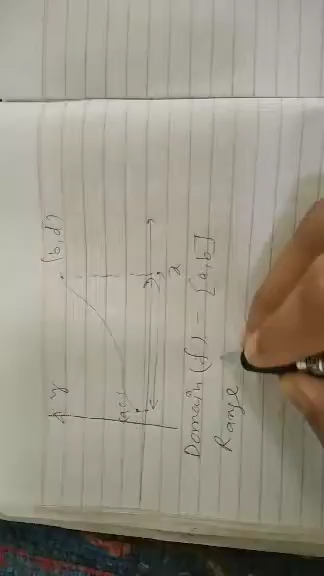 y
(b,d)
(a,c)
x
Domain (f) - [a,b]
Range